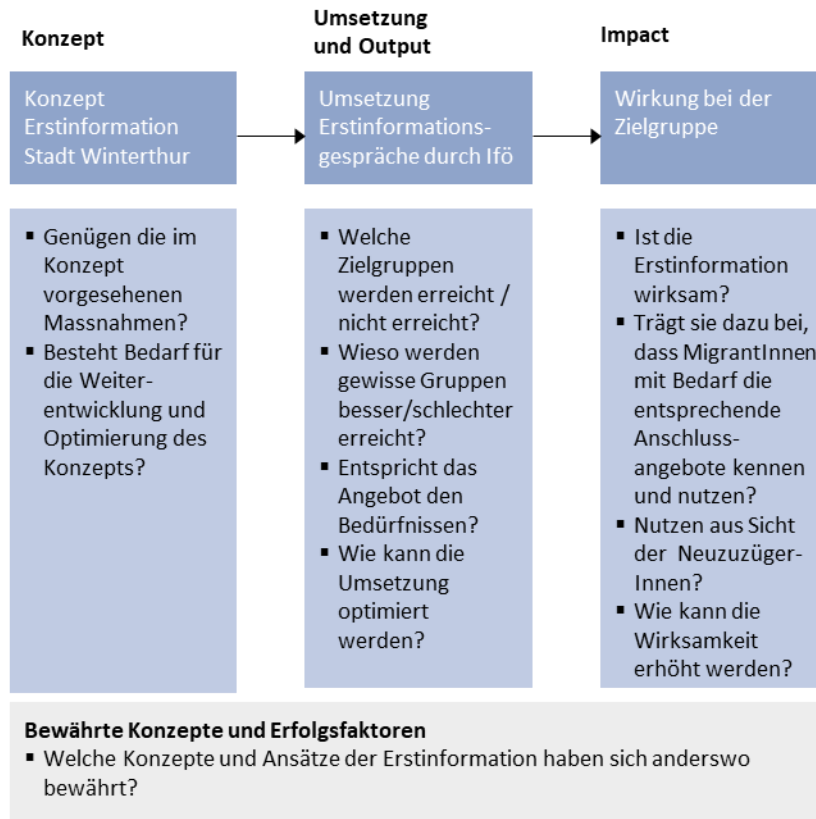 Konzept
Umsetzung
und Output
Impact
Konzept
Erstinformation
Stadt Winterthur
Umsetzung
Erstinformations-
gespräche durch Ifö
Wirkung bei der
Zielgruppe
▪ Genügen die im
Konzept
vorgesehenen
Massnahmen?
▪ Besteht Bedarf für
die Weiter-
entwicklung und
Optimierung des
Konzepts?
▪ Welche
Zielgruppen
werden erreicht /
nicht erreicht?
▪ Wieso werden
gewisse Gruppen
besser/schlechter
erreicht?
▪ Entspricht das
Angebot den
Bedürfnissen?
▪ Wie kann die
Umsetzung
optimiert
werden?
▪ Ist die
Erstinformation
wirksam?
▪ Trägt sie dazu bei,
dass MigrantInnen
mit Bedarf die
entsprechende
Anschluss-
angebote kennen
und nutzen?
▪ Nutzen aus Sicht
der Neuzuzüger-
Innen?
▪ Wie kann die
Wirksamkeit
erhöht werden?
Bewährte Konzepte und Erfolgsfaktoren
▪ Welche Konzepte und Ansätze der Erstinformation haben sich anderswo
bewährt?